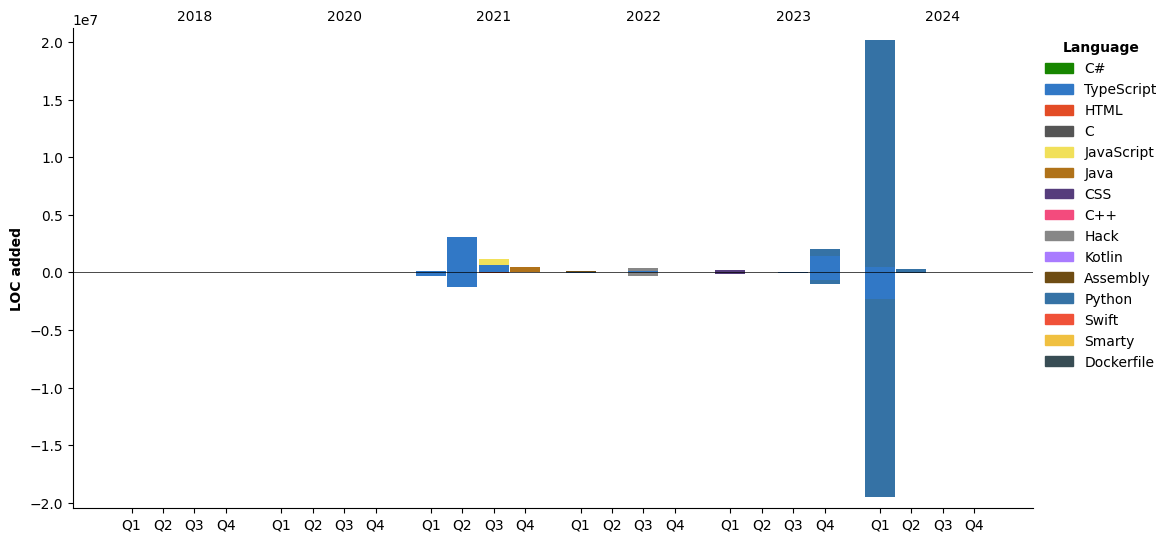 1e7
2018 2020 2021 2022 2023 2024
2.0
1.5
1.0
0.5
0.0
−0.5
−1.0
−1.5
−2.0
LOC added
Q1 Q2 Q3 Q4 Q1 Q2 Q3 Q4 Q1 Q2 Q3 Q4 Q1 Q2 Q3 Q4 Q1 Q2 Q3 Q4 Q1 Q2 Q3 Q4
Language
C#
TypeScript
HTML
C
JavaScript
Java
CSS
C++
Hack
Kotlin
Assembly
Python
Swift
Smarty
Dockerfile